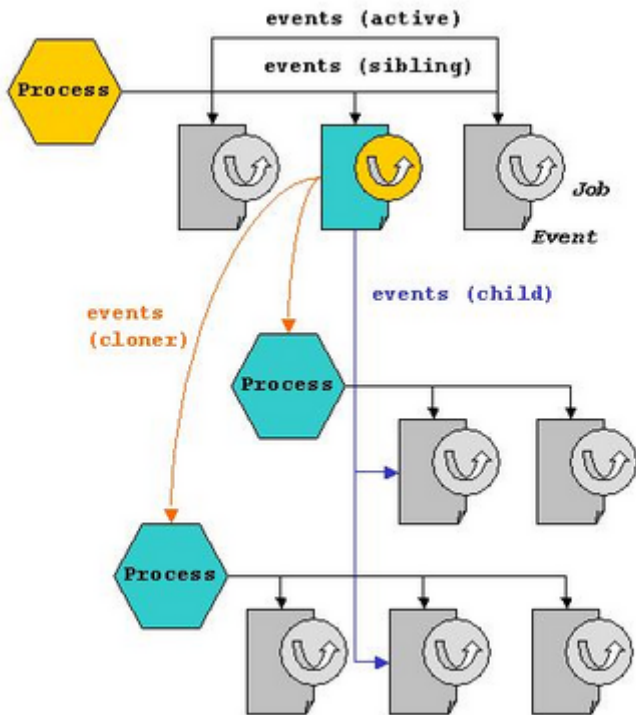 events (active)
events (sibling)
Process
Job
Event
events (child)
events
(cloner)
Process
Process